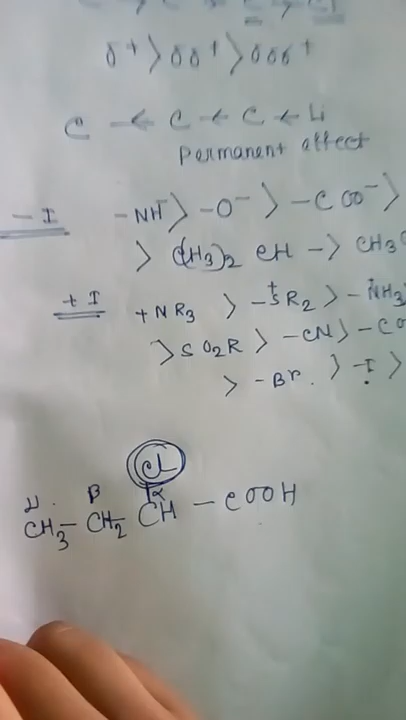 δ+ > δδ+ > δδδ+
C ← C ← C ← Li
Permanent affect
- I -NH⁻ > -O⁻ > -COO⁻ >
> (CH₃)₂ CH -> CH₃
+ I +NR₃ > -S⁺R₂ > -NH₃
> SO₂R > -CN > -CO
> -Br. > -I >
Cl
β α
CH₃ - CH₂ - CH - COOH